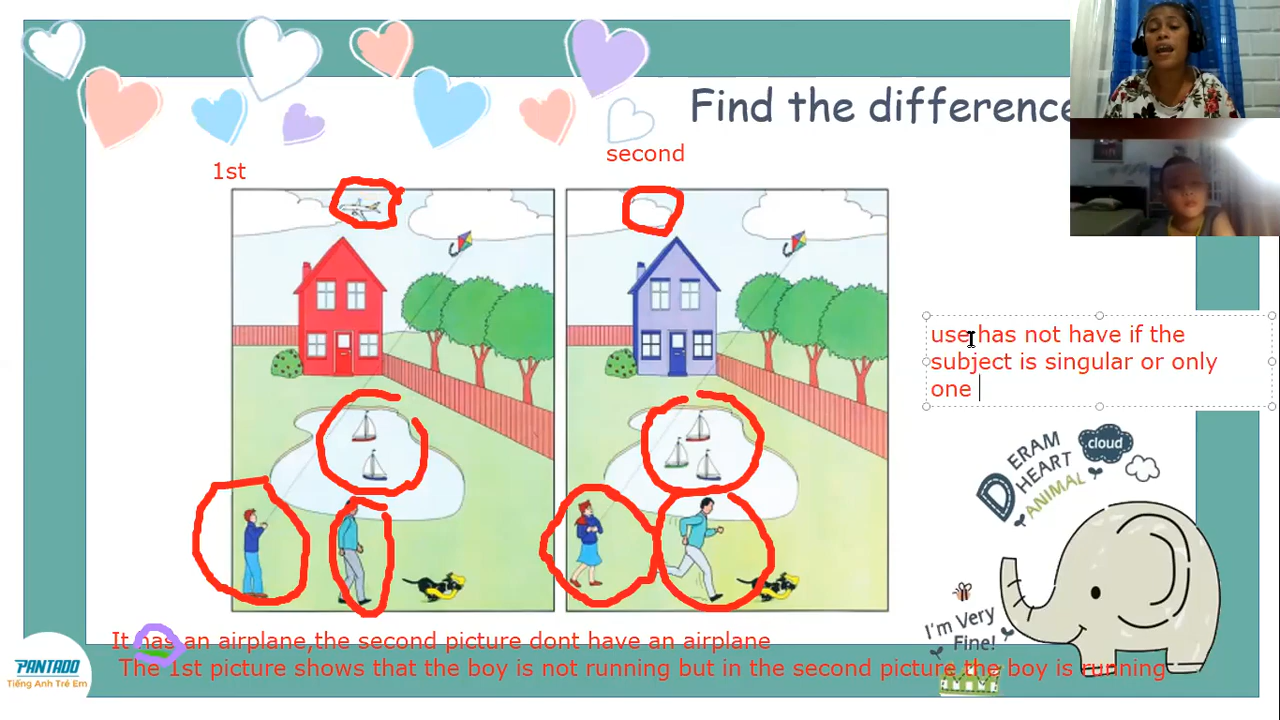 Find the difference
1st
second
use has not have if the
subject is singular or only
one
DERAM
HEART
ANIMAL
cloud
I'm Very
Fine!
It has an airplane,the second picture dont have an airplane
The 1st picture shows that the boy is not running but in the second picture the boy is running
PANTADO
Tiếng Anh Trẻ Em